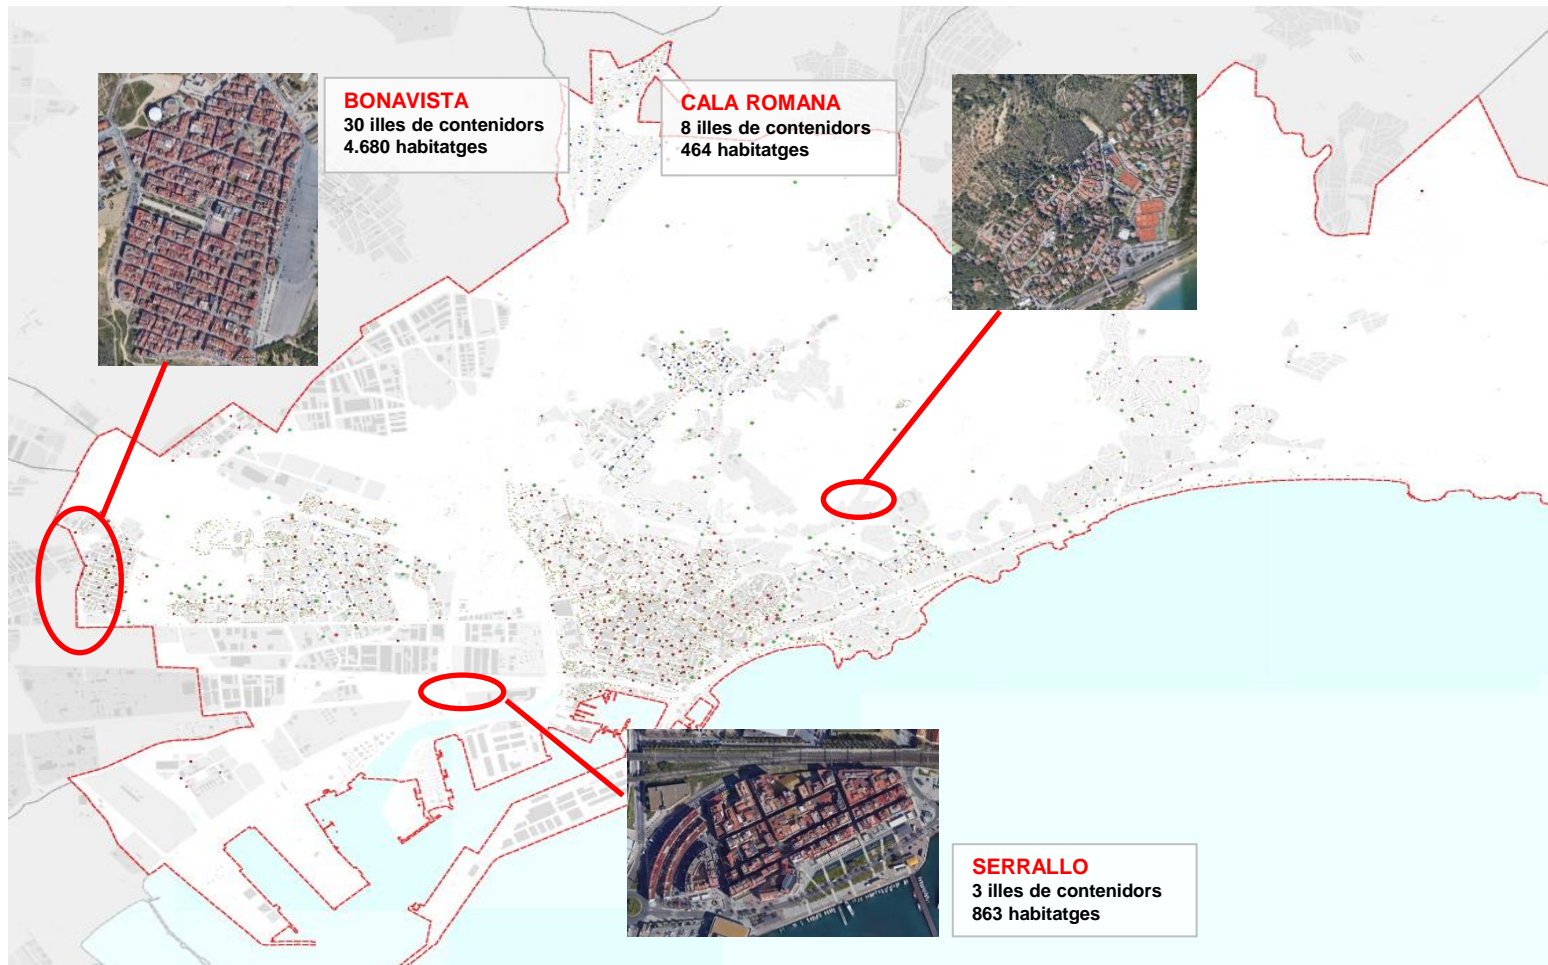 BONAVISTA
30 illes de contenidors
4.680 habitatges
CALA ROMANA
8 illes de contenidors
464 habitatges
SERRALLO
3 illes de contenidors
863 habitatges